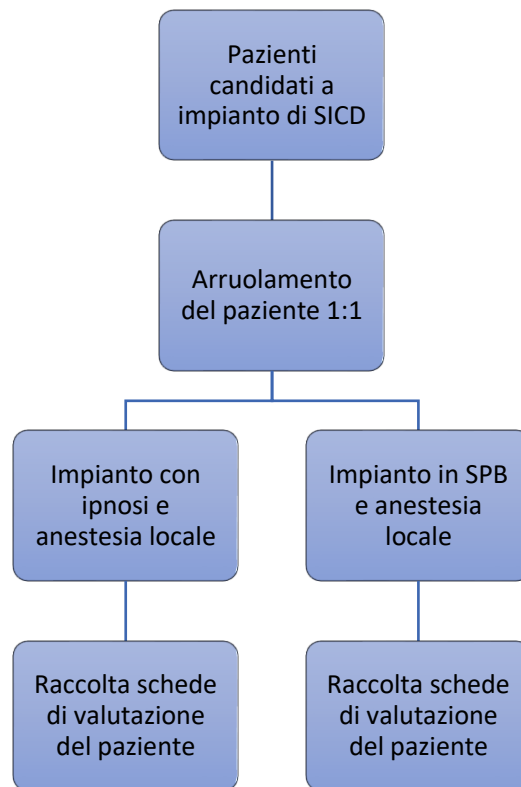 Pazienti
candidati a
impianto di SICD
Arruolamento
del paziente 1:1
Impianto con
ipnosi e
anestesia locale
Impianto in SPB
e anestesia
locale
Raccolta schede
di valutazione
del paziente
Raccolta schede
di valutazione
del paziente